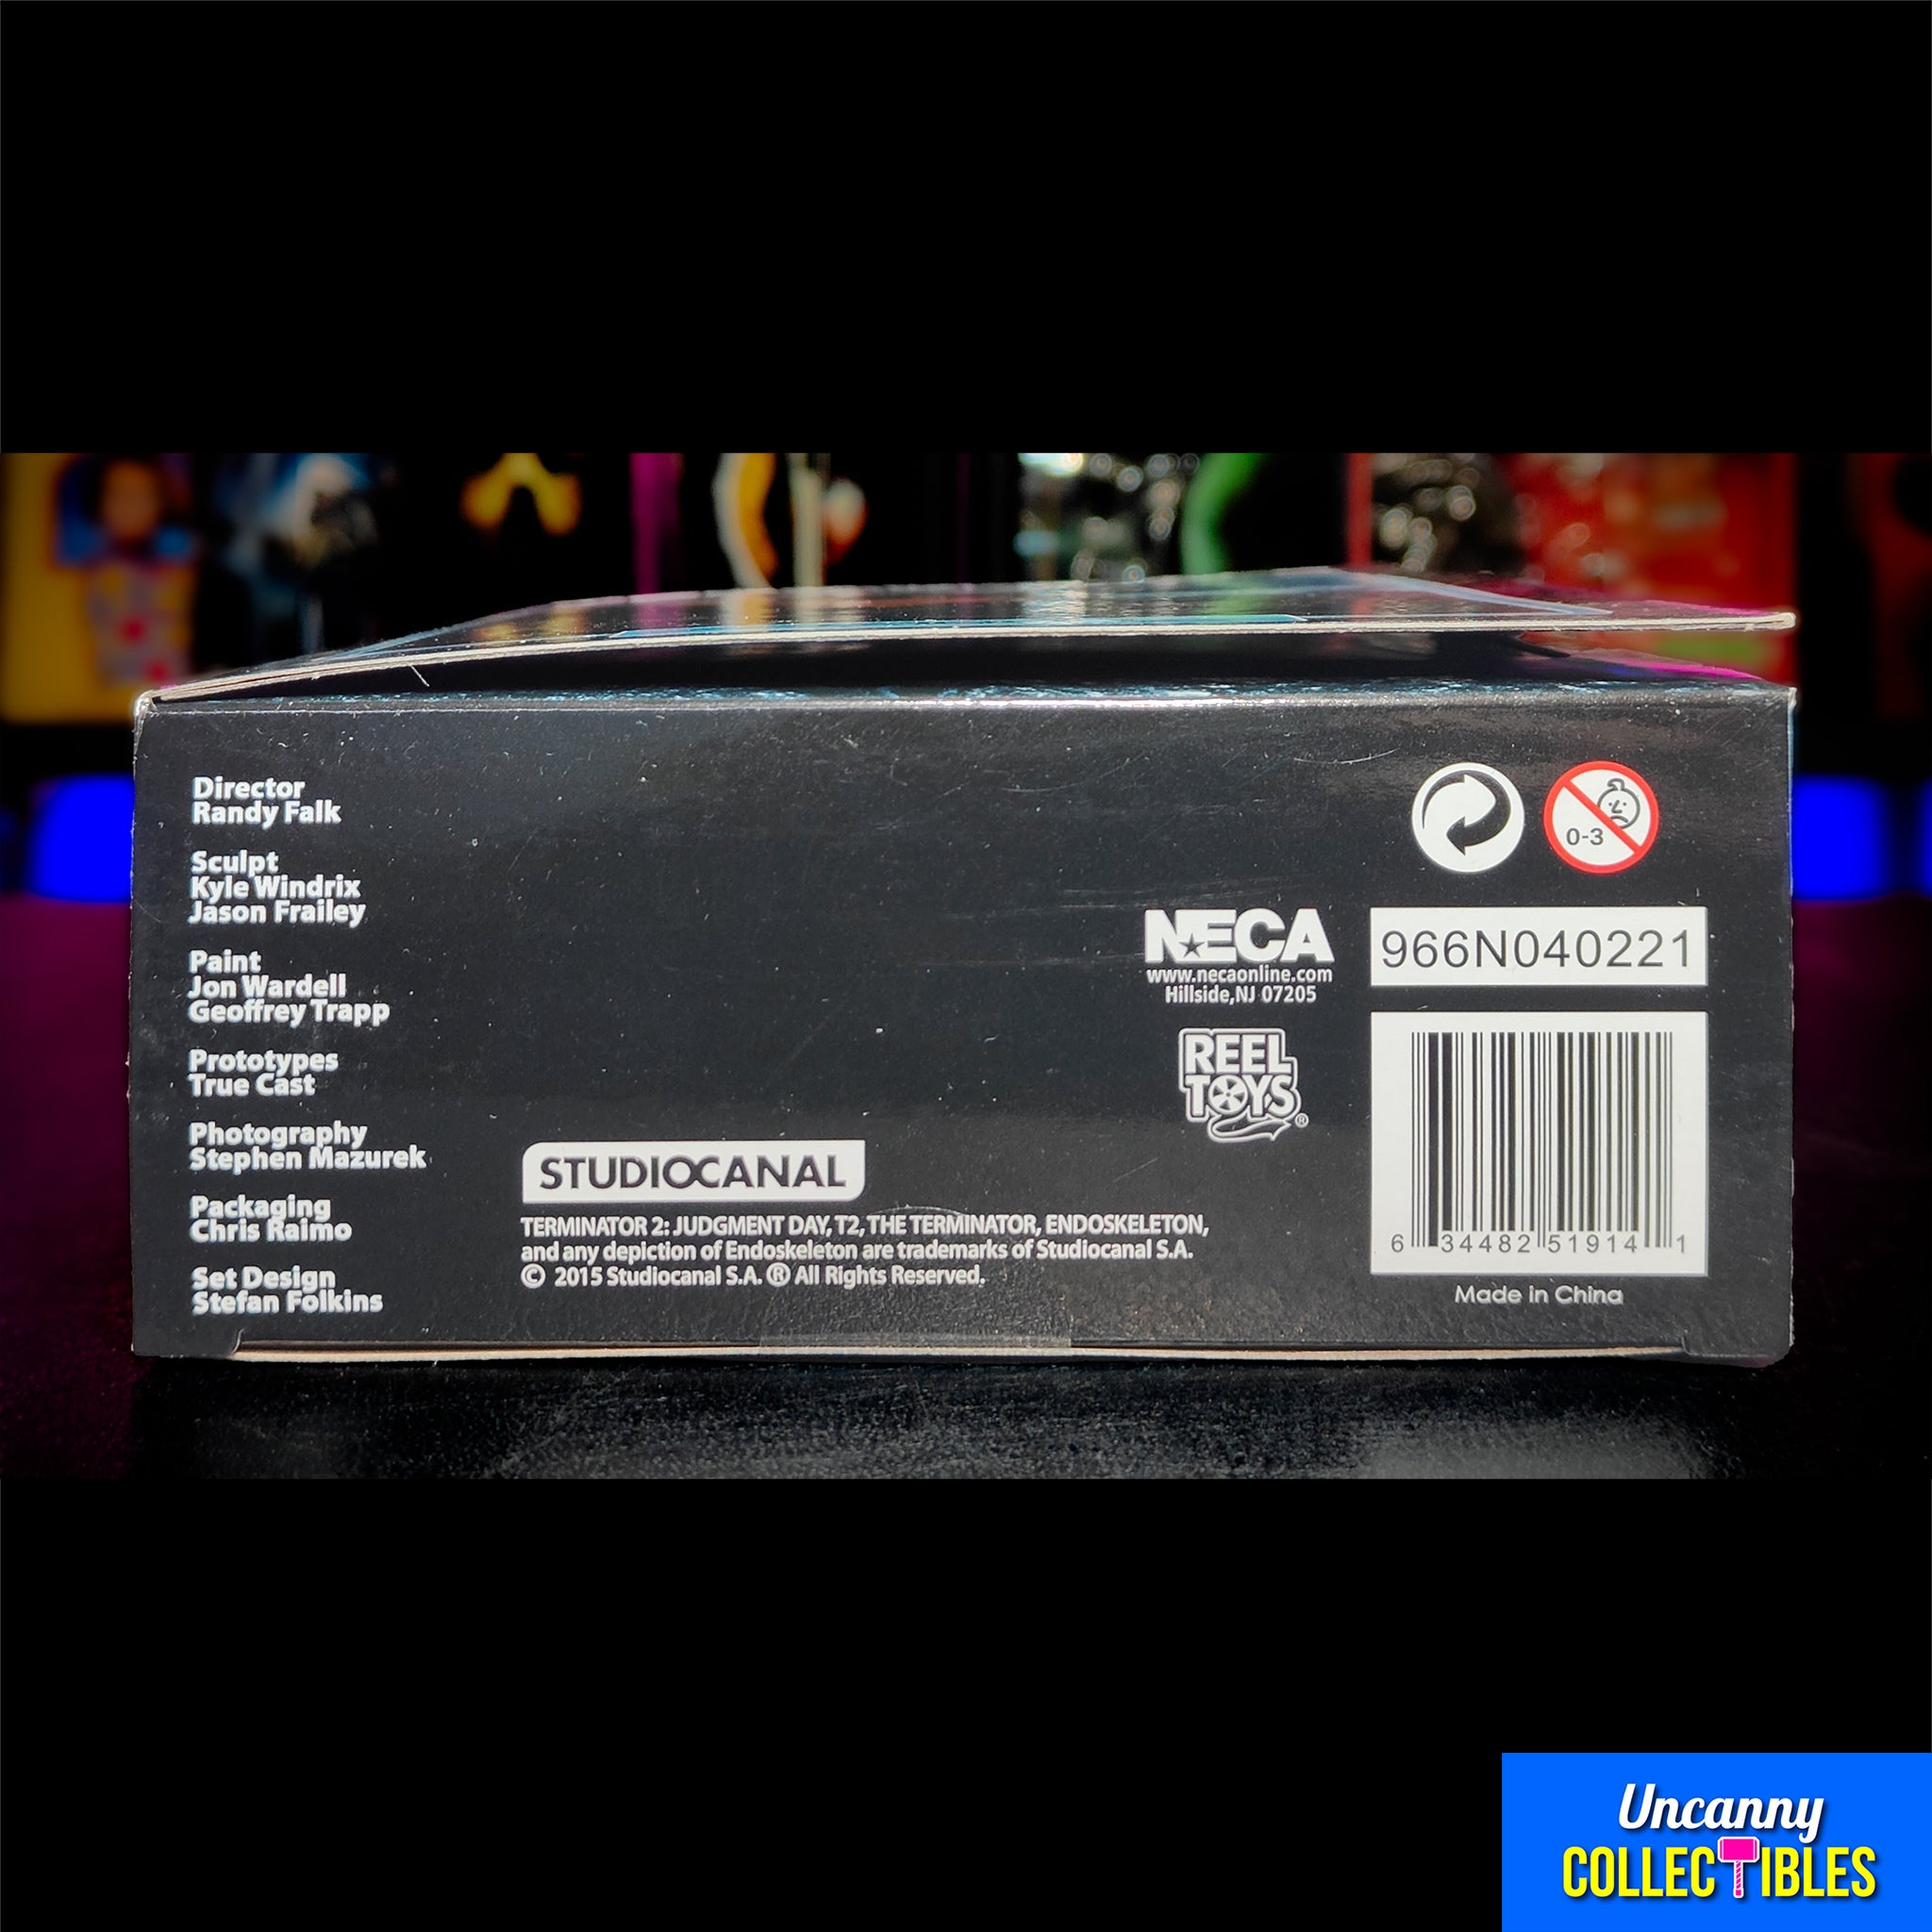 Director
Randy Falk
Sculpt
Kyle Windrix
Jason Frailey
Paint
Jon Wardell
Geoffrey Trapp
Prototypes
True Cast
Photography
Stephen Mazurek
Packaging
Chris Raimo
Set Design
Stefan Folkins
STUDIOCANAL
TERMINATOR 2: JUDGMENT DAY, T2, THE TERMINATOR, ENDOSKELETON,
and any depiction of Endoskeleton are trademarks of Studiocanal S.A.
© 2015 Studiocanal S.A. ® All Rights Reserved.
NECA
www.necaonline.com
Hillside,NJ 07205
REEL
TOYS®
0-3
966N040221
6 34482 51914 1
Made in China
Uncanny
COLLECTIBLES